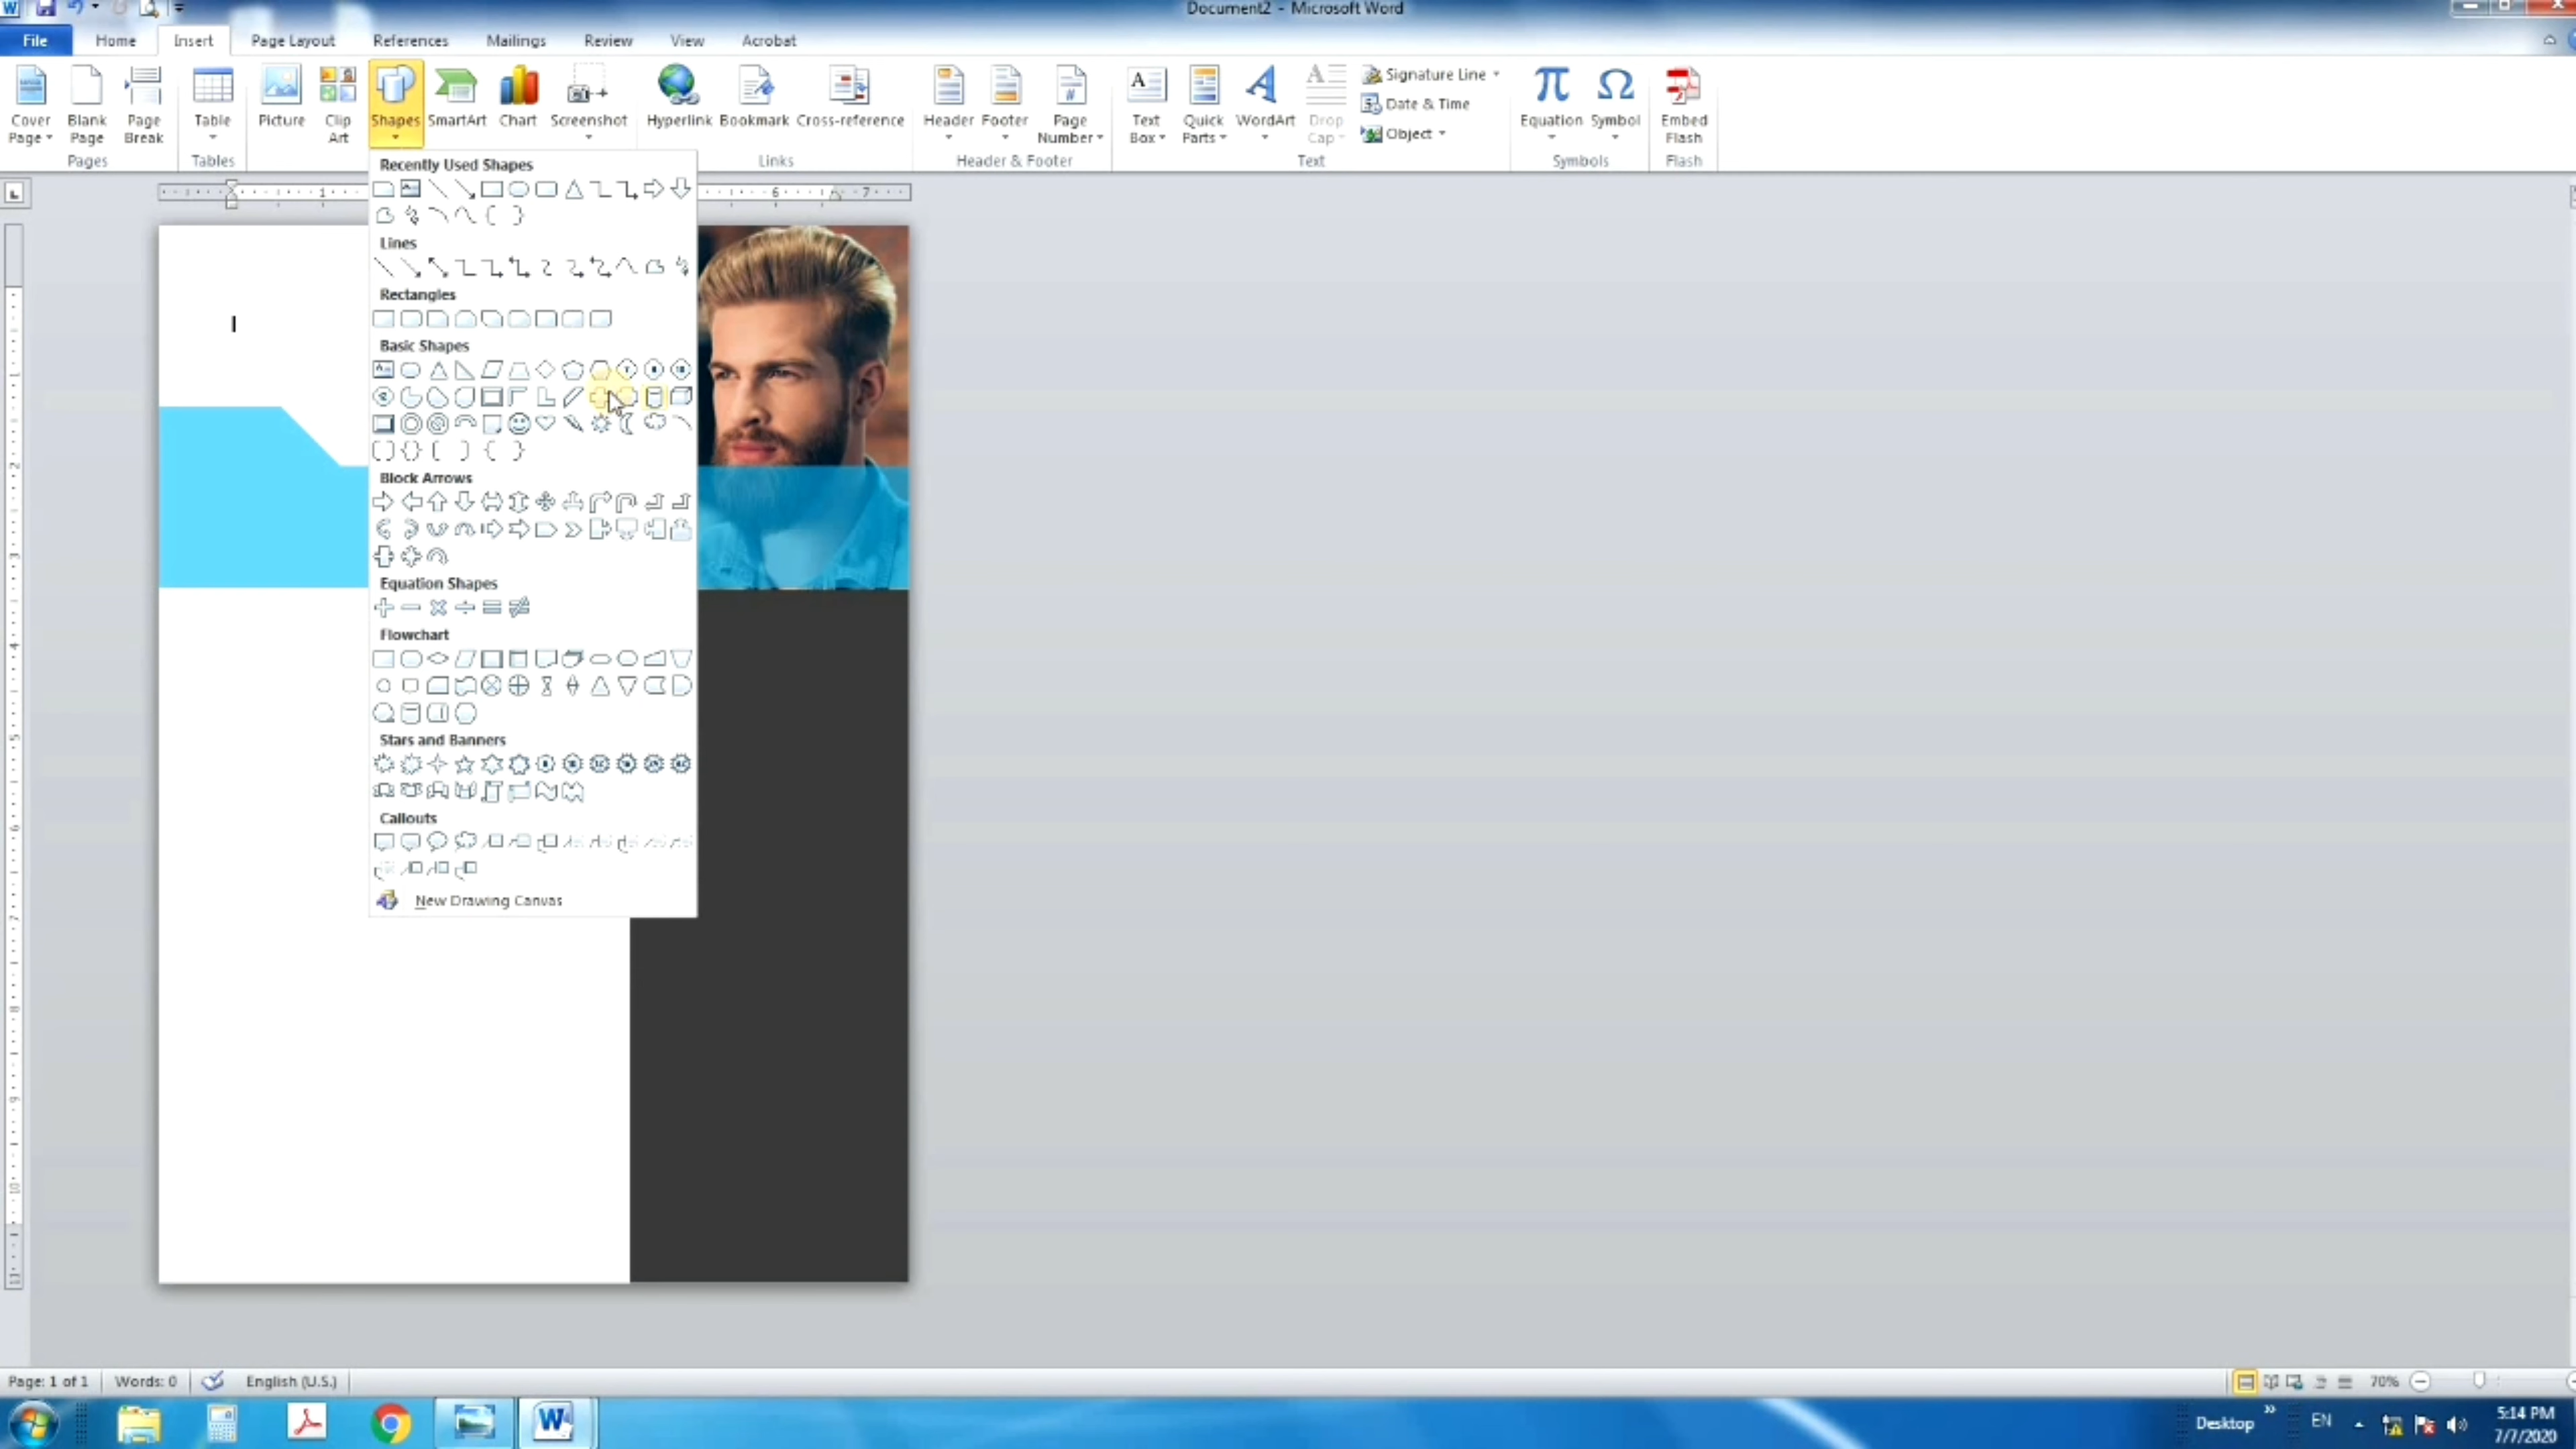 Document2 - Microsoft Word
File Home Insert Page Layout References Mailings Review View Acrobat
Cover Page
Blank Page
Page Break
Table
Picture
Clip Art
Shapes
SmartArt
Chart
Screenshot
Hyperlink
Bookmark
Cross-reference
Header
Footer
Page Number
Text Box
Quick Parts
WordArt
Drop Cap
Signature Line
Date & Time
Object
Equation
Symbol
Embed Flash
Pages Tables Links Header & Footer Text Symbols Flash
Recently Used Shapes
Lines
Rectangles
Basic Shapes
Block Arrows
Equation Shapes
Flowchart
Stars and Banners
Callouts
New Drawing Canvas
Page: 1 of 1 Words: 0 English (U.S.) 70%
Desktop EN 5:14 PM
7/7/2020